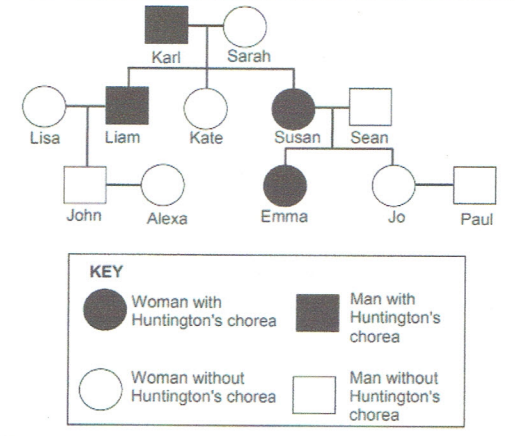 Karl Sarah
Lisa Liam Kate Susan Sean
John Alexa Emma Jo Paul
KEY
Woman with
Huntington's chorea
Man with
Huntington's
chorea
Woman without
Huntington's chorea
Man without
Huntington's
chorea